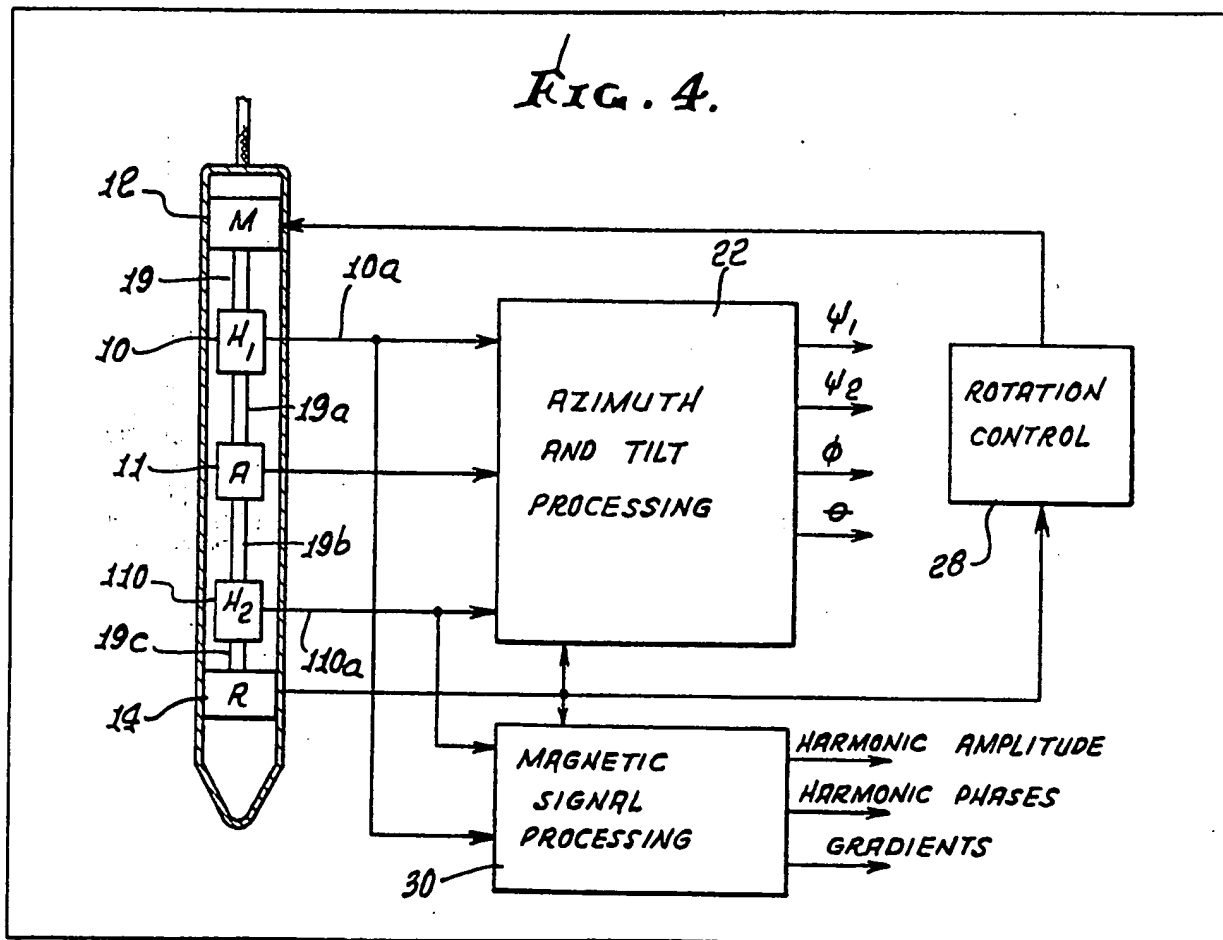 FIG. 4.
12
M
19
10a
22
10
H1
ψ1
19a
ψ2
AZIMUTH
AND TILT
PROCESSING
ROTATION
CONTROL
11
A
φ
θ
19b
28
110
H2
19c
110a
14
R
MAGNETIC
SIGNAL
PROCESSING
HARMONIC AMPLITUDE
HARMONIC PHASES
GRADIENTS
30